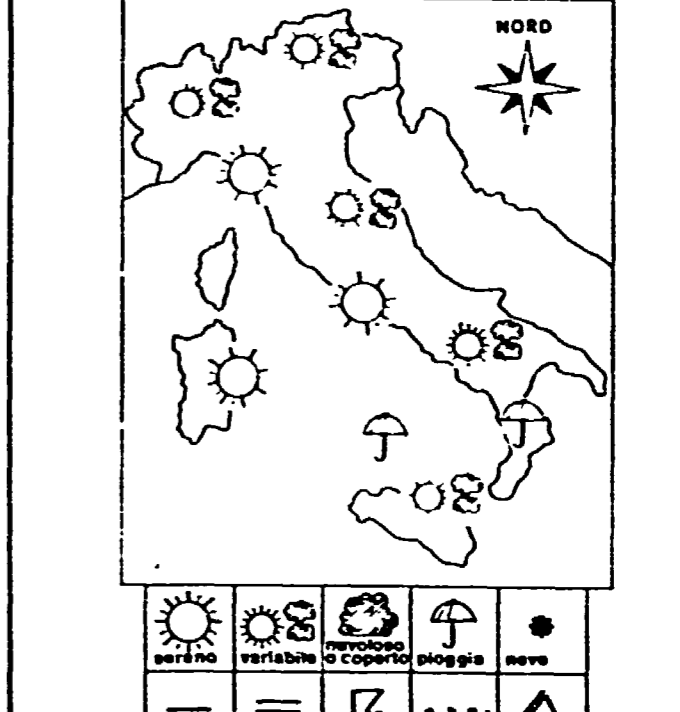 NORD
sereno
variabile
nuvoloso
o coperto
pioggia
neve